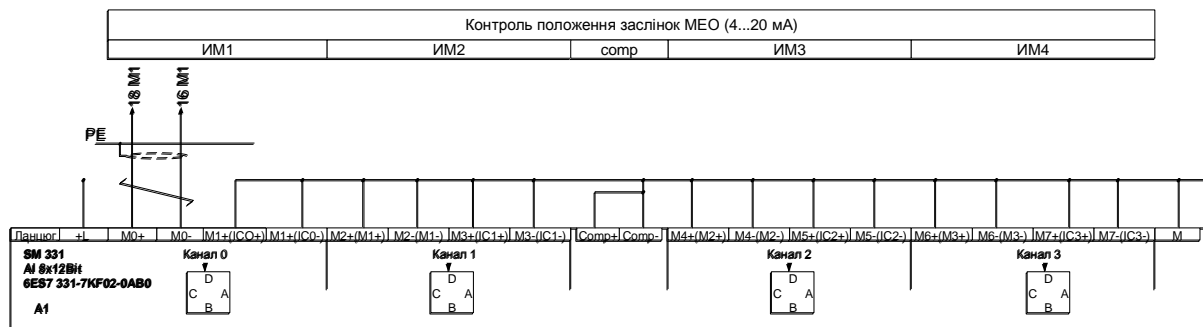 Контроль положення заслінок МЕО (4...20 мА)
ИМ1 ИМ2 comp ИМ3 ИМ4
18 М1
16 М1
PE
Ланцюг +L M0+ M0- M1+(ICO+) M1+(IC0-) M2+(M1+) M2-(M1-) M3+(IC1+) M3-(IC1-) Comp+ Comp- M4+(M2+) M4-(M2-) M5+(IC2+) M5-(IC2-) M6+(M3+) M6-(M3-) M7+(IC3+) M7-(IC3-) M
SM 331 Канал 0 Канал 1 Канал 2 Канал 3
AI 8x12Bit
6ES7 331-7KF02-0AB0
D D D D
C A C A C A C A
B B B B
A1